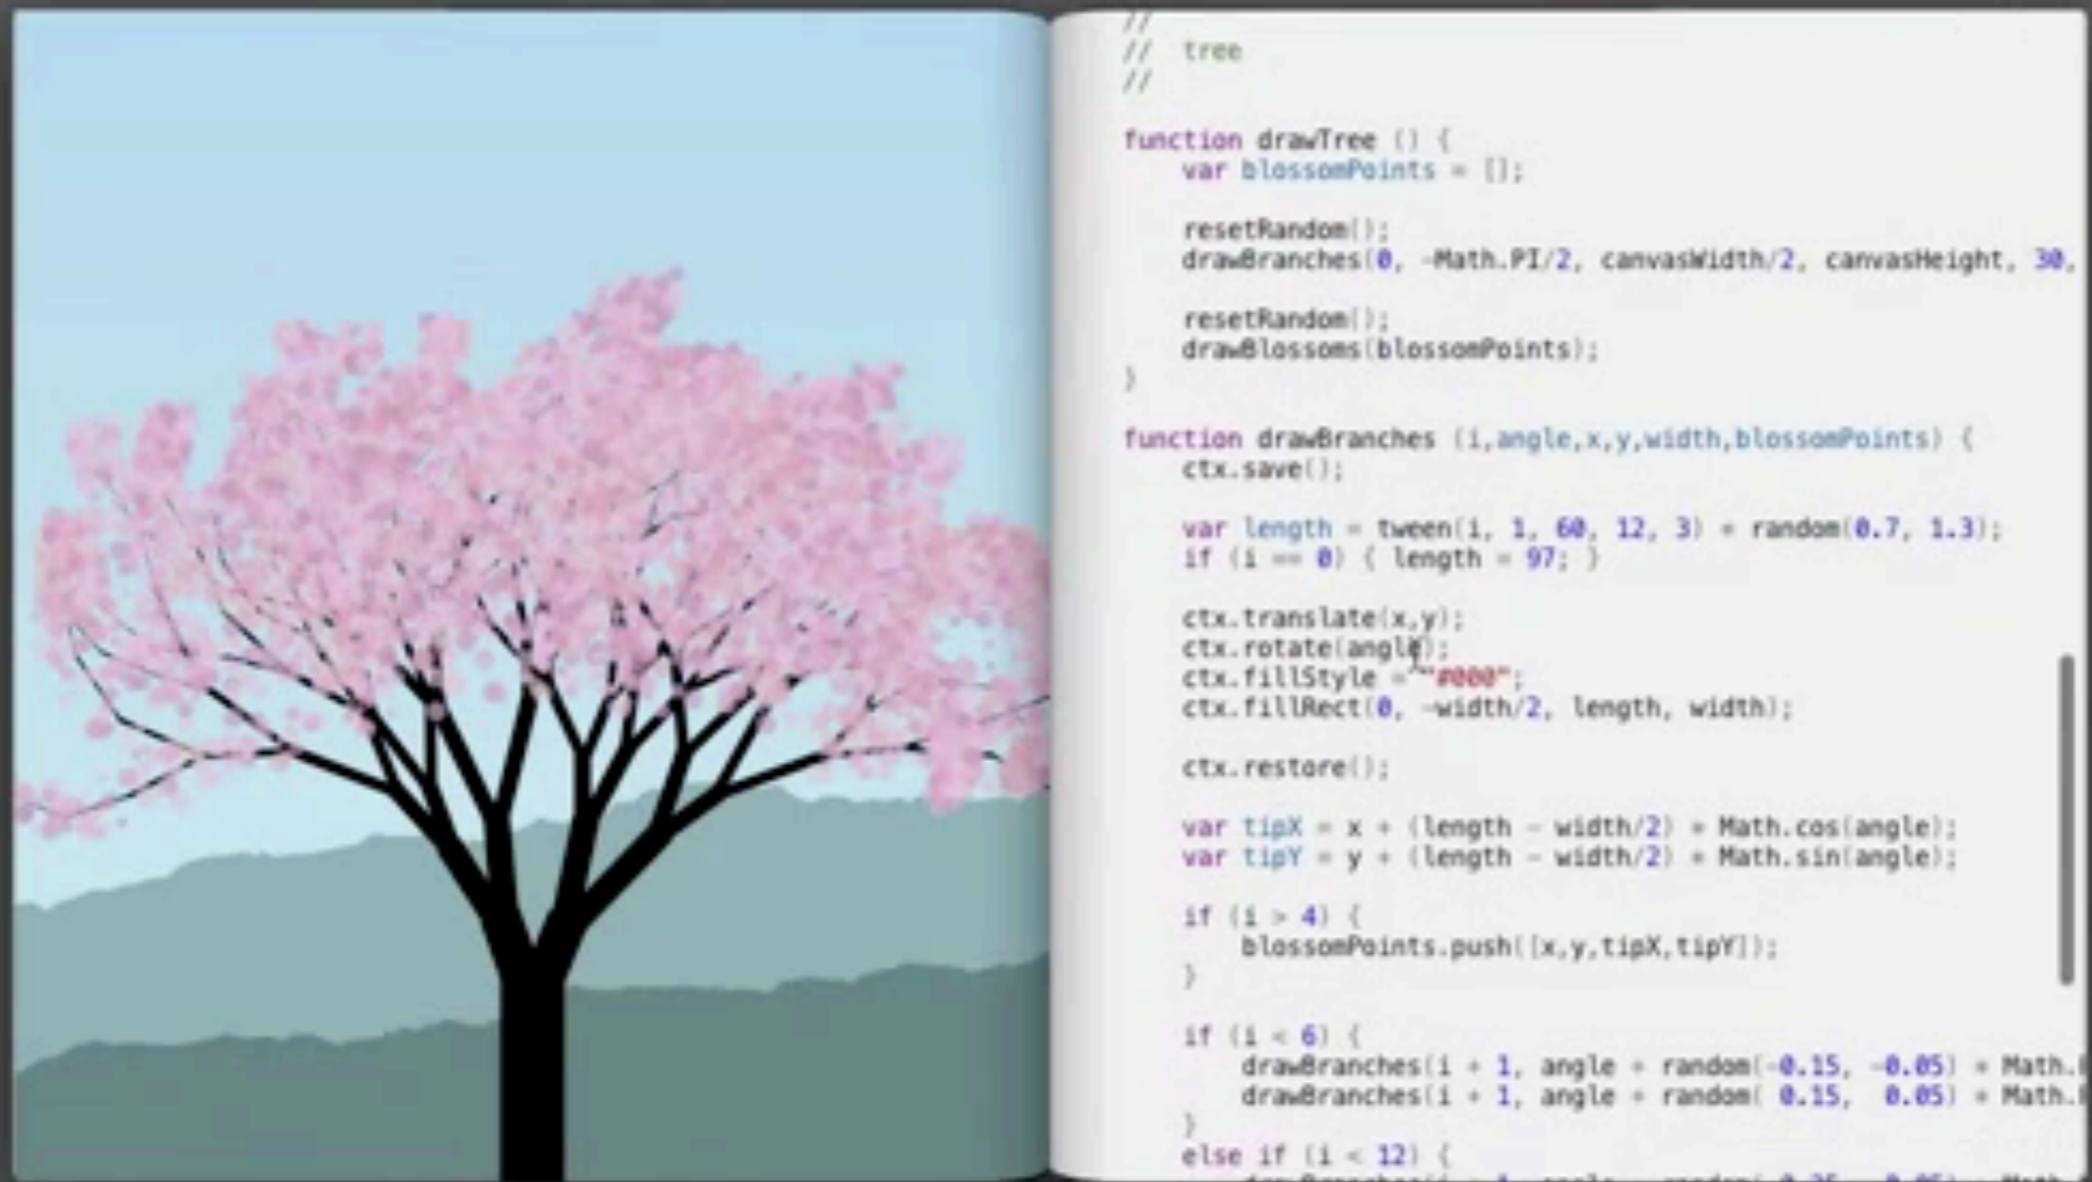 //
// tree
//
function drawTree () {
var blossomPoints = [];
resetRandom();
drawBranches(0, -Math.PI/2, canvasWidth/2, canvasHeight, 30,
resetRandom();
drawBlossoms(blossomPoints);
}
function drawBranches (i,angle,x,y,width,blossomPoints) {
ctx.save();
var length = tween(i, 1, 60, 12, 3) * random(0.7, 1.3);
if (i == 0) { length = 97; }
ctx.translate(x,y);
ctx.rotate(angle);
ctx.fillStyle = "#000";
ctx.fillRect(0, -width/2, length, width);
ctx.restore();
var tipX = x + (length - width/2) * Math.cos(angle);
var tipY = y + (length - width/2) * Math.sin(angle);
if (i > 4) {
blossomPoints.push([x,y,tipX,tipY]);
}
if (i < 6) {
drawBranches(i + 1, angle + random(-0.15, -0.05) * Math.
drawBranches(i + 1, angle + random( 0.15,  0.05) * Math.
}
else if (i < 12) {